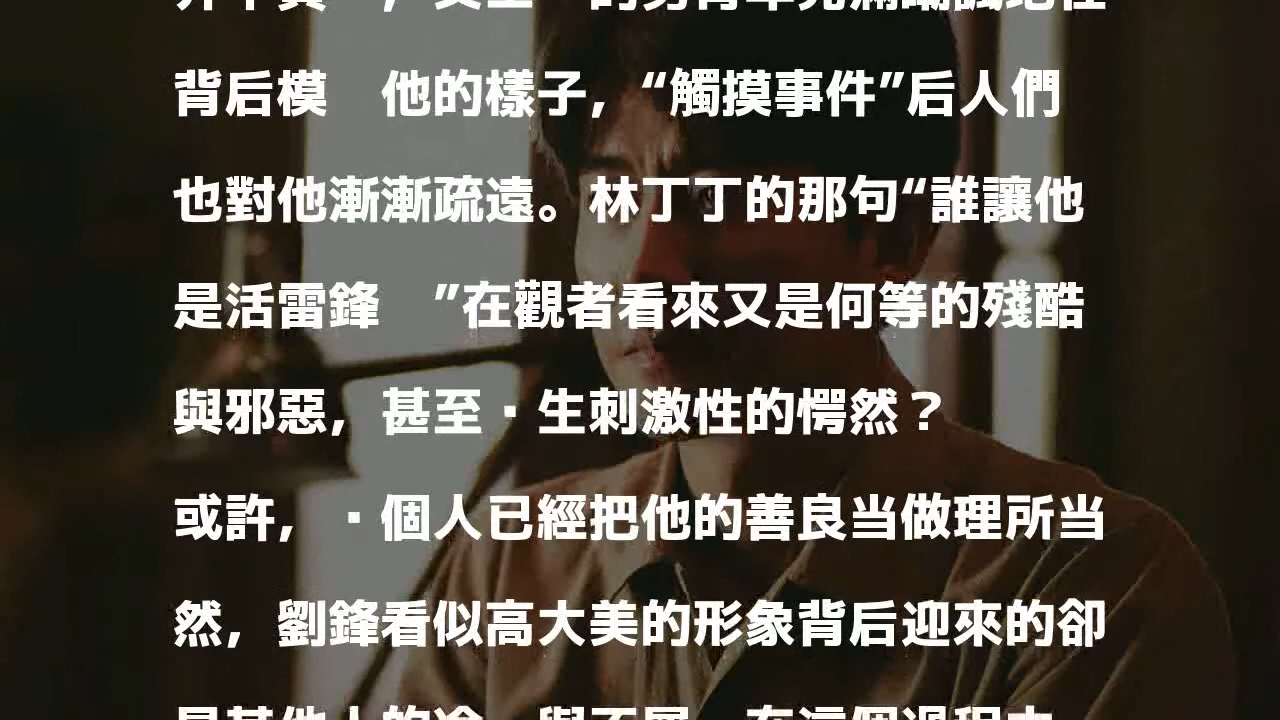 背后模 他的樣子，“觸摸事件”后人們
也對他漸漸疏遠。林丁丁的那句“誰讓他
是活雷鋒 ”在觀者看來又是何等的殘酷
與邪惡，甚至·生刺激性的愕然？
或許，·個人已經把他的善良当做理所当
然，劉鋒看似高大美的形象背后迎來的卻